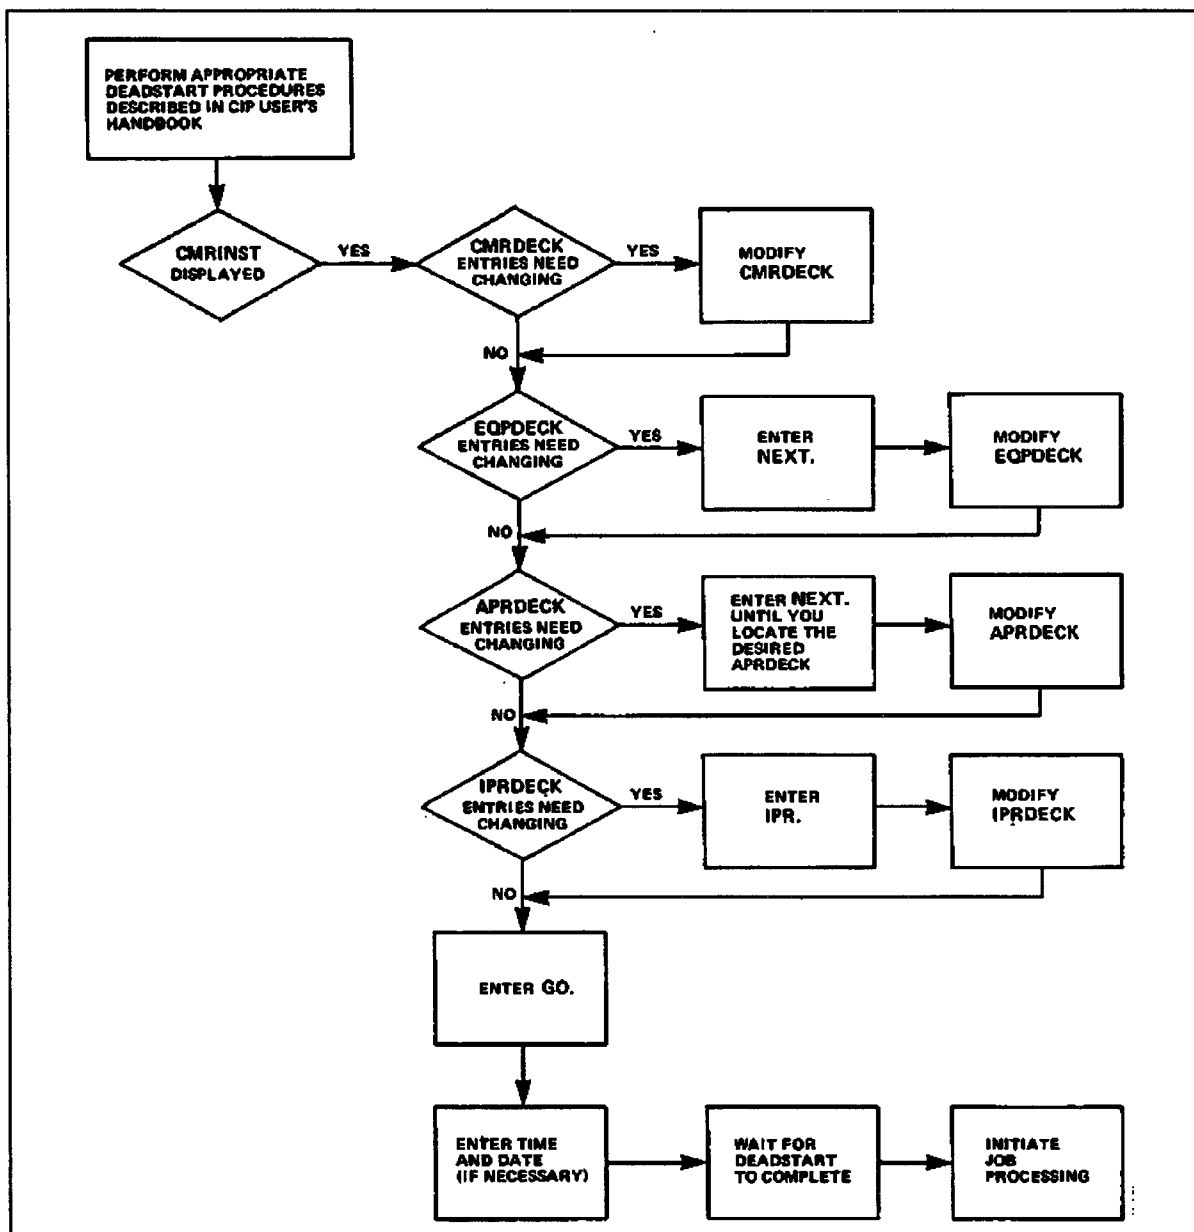 PERFORM APPROPRIATE
DEADSTART PROCEDURES
DESCRIBED IN CIP USER'S
HANDBOOK
CMRINST
DISPLAYED
YES
CMRDECK
ENTRIES NEED
CHANGING
YES
MODIFY
CMRDECK
NO
EQPDECK
ENTRIES NEED
CHANGING
YES
ENTER
NEXT.
MODIFY
EQPDECK
NO
APRDECK
ENTRIES NEED
CHANGING
YES
ENTER NEXT.
UNTIL YOU
LOCATE THE
DESIRED
APRDECK
MODIFY
APRDECK
NO
IPRDECK
ENTRIES NEED
CHANGING
YES
ENTER
IPR.
MODIFY
IPRDECK
NO
ENTER GO.
ENTER TIME
AND DATE
(IF NECESSARY)
WAIT FOR
DEADSTART
TO COMPLETE
INITIATE
JOB
PROCESSING